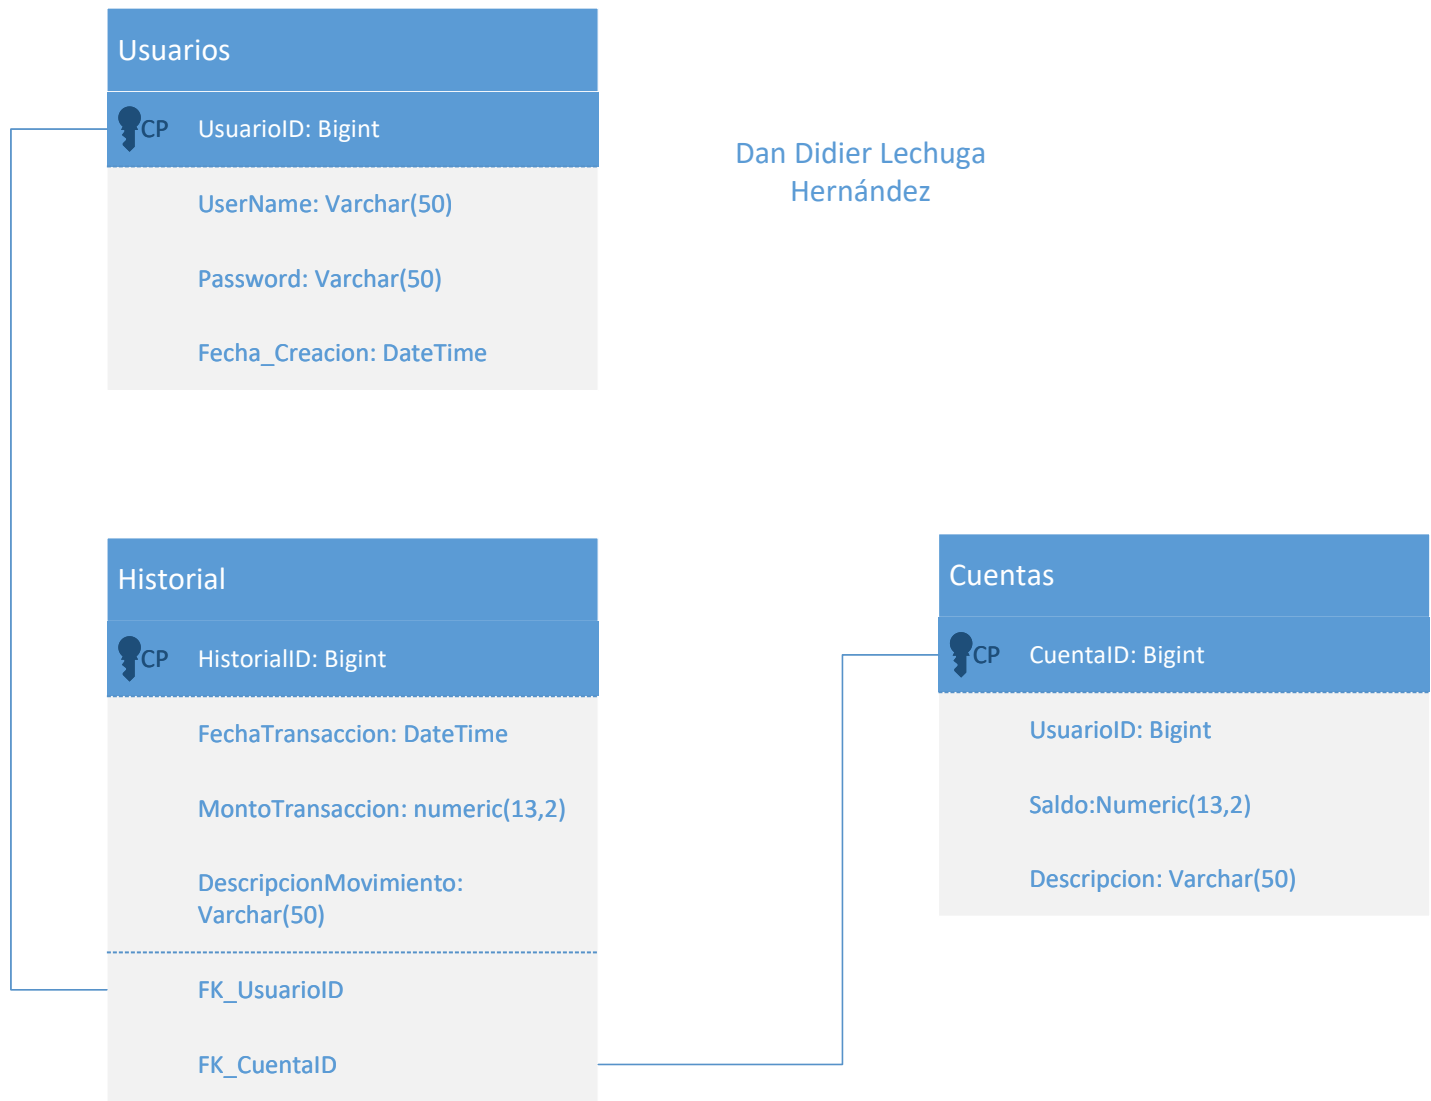 Usuarios
CP UsuarioID: Bigint
UserName: Varchar(50)
Password: Varchar(50)
Fecha_Creacion: DateTime
Dan Didier Lechuga
Hernández
Historial
CP HistorialID: Bigint
FechaTransaccion: DateTime
MontoTransaccion: numeric(13,2)
DescripcionMovimiento:
Varchar(50)
FK_UsuarioID
FK_CuentaID
Cuentas
CP CuentaID: Bigint
UsuarioID: Bigint
Saldo:Numeric(13,2)
Descripcion: Varchar(50)